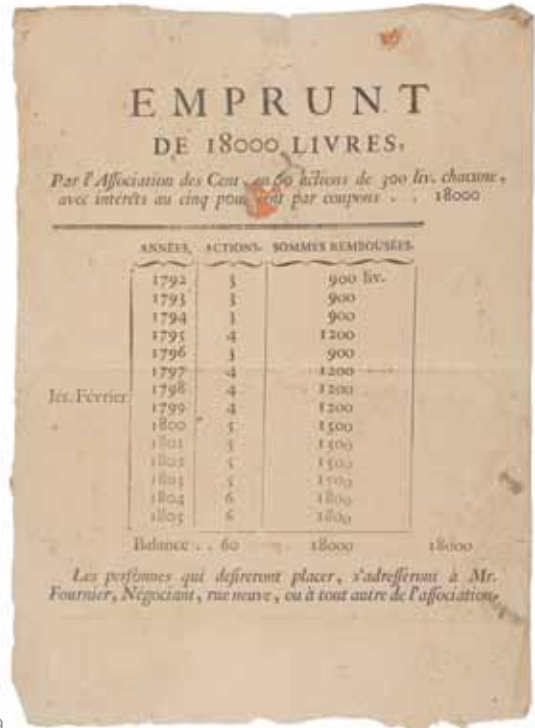 EMPRUNT
DE 18000 LIVRES,
Par l'Aſſociation des Cent, en 60 actions de 300 liv. chacune,
avec intérêts au cinq pour cent par coupons . . 18000
ANNÉES, ACTIONS. SOMMES REMBOUSÉES.
1792 3 900 liv.
1793 3 900
1794 3 900
1795 4 1200
1796 3 900
1797 4 1200
1er. Février 1798 4 1200
1799 4 1200
1800 5 1500
1801 5 1500
1802 5 1500
1803 5 1500
1804 6 1800
1805 6 1800
Balance . . 60 18000 18000
Les perſonnes qui deſireront placer, s'adreſſeront à Mr.
Fournier, Négociant, rue neuve, ou à tout autre de l'aſſociation.